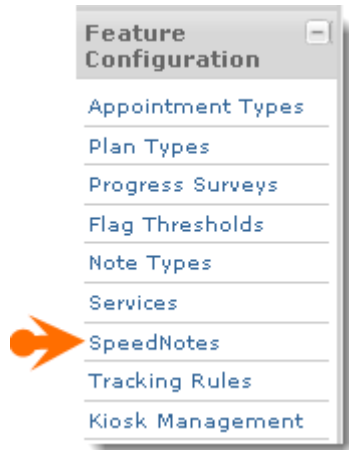 Feature
Configuration
Appointment Types
Plan Types
Progress Surveys
Flag Thresholds
Note Types
Services
SpeedNotes
Tracking Rules
Kiosk Management